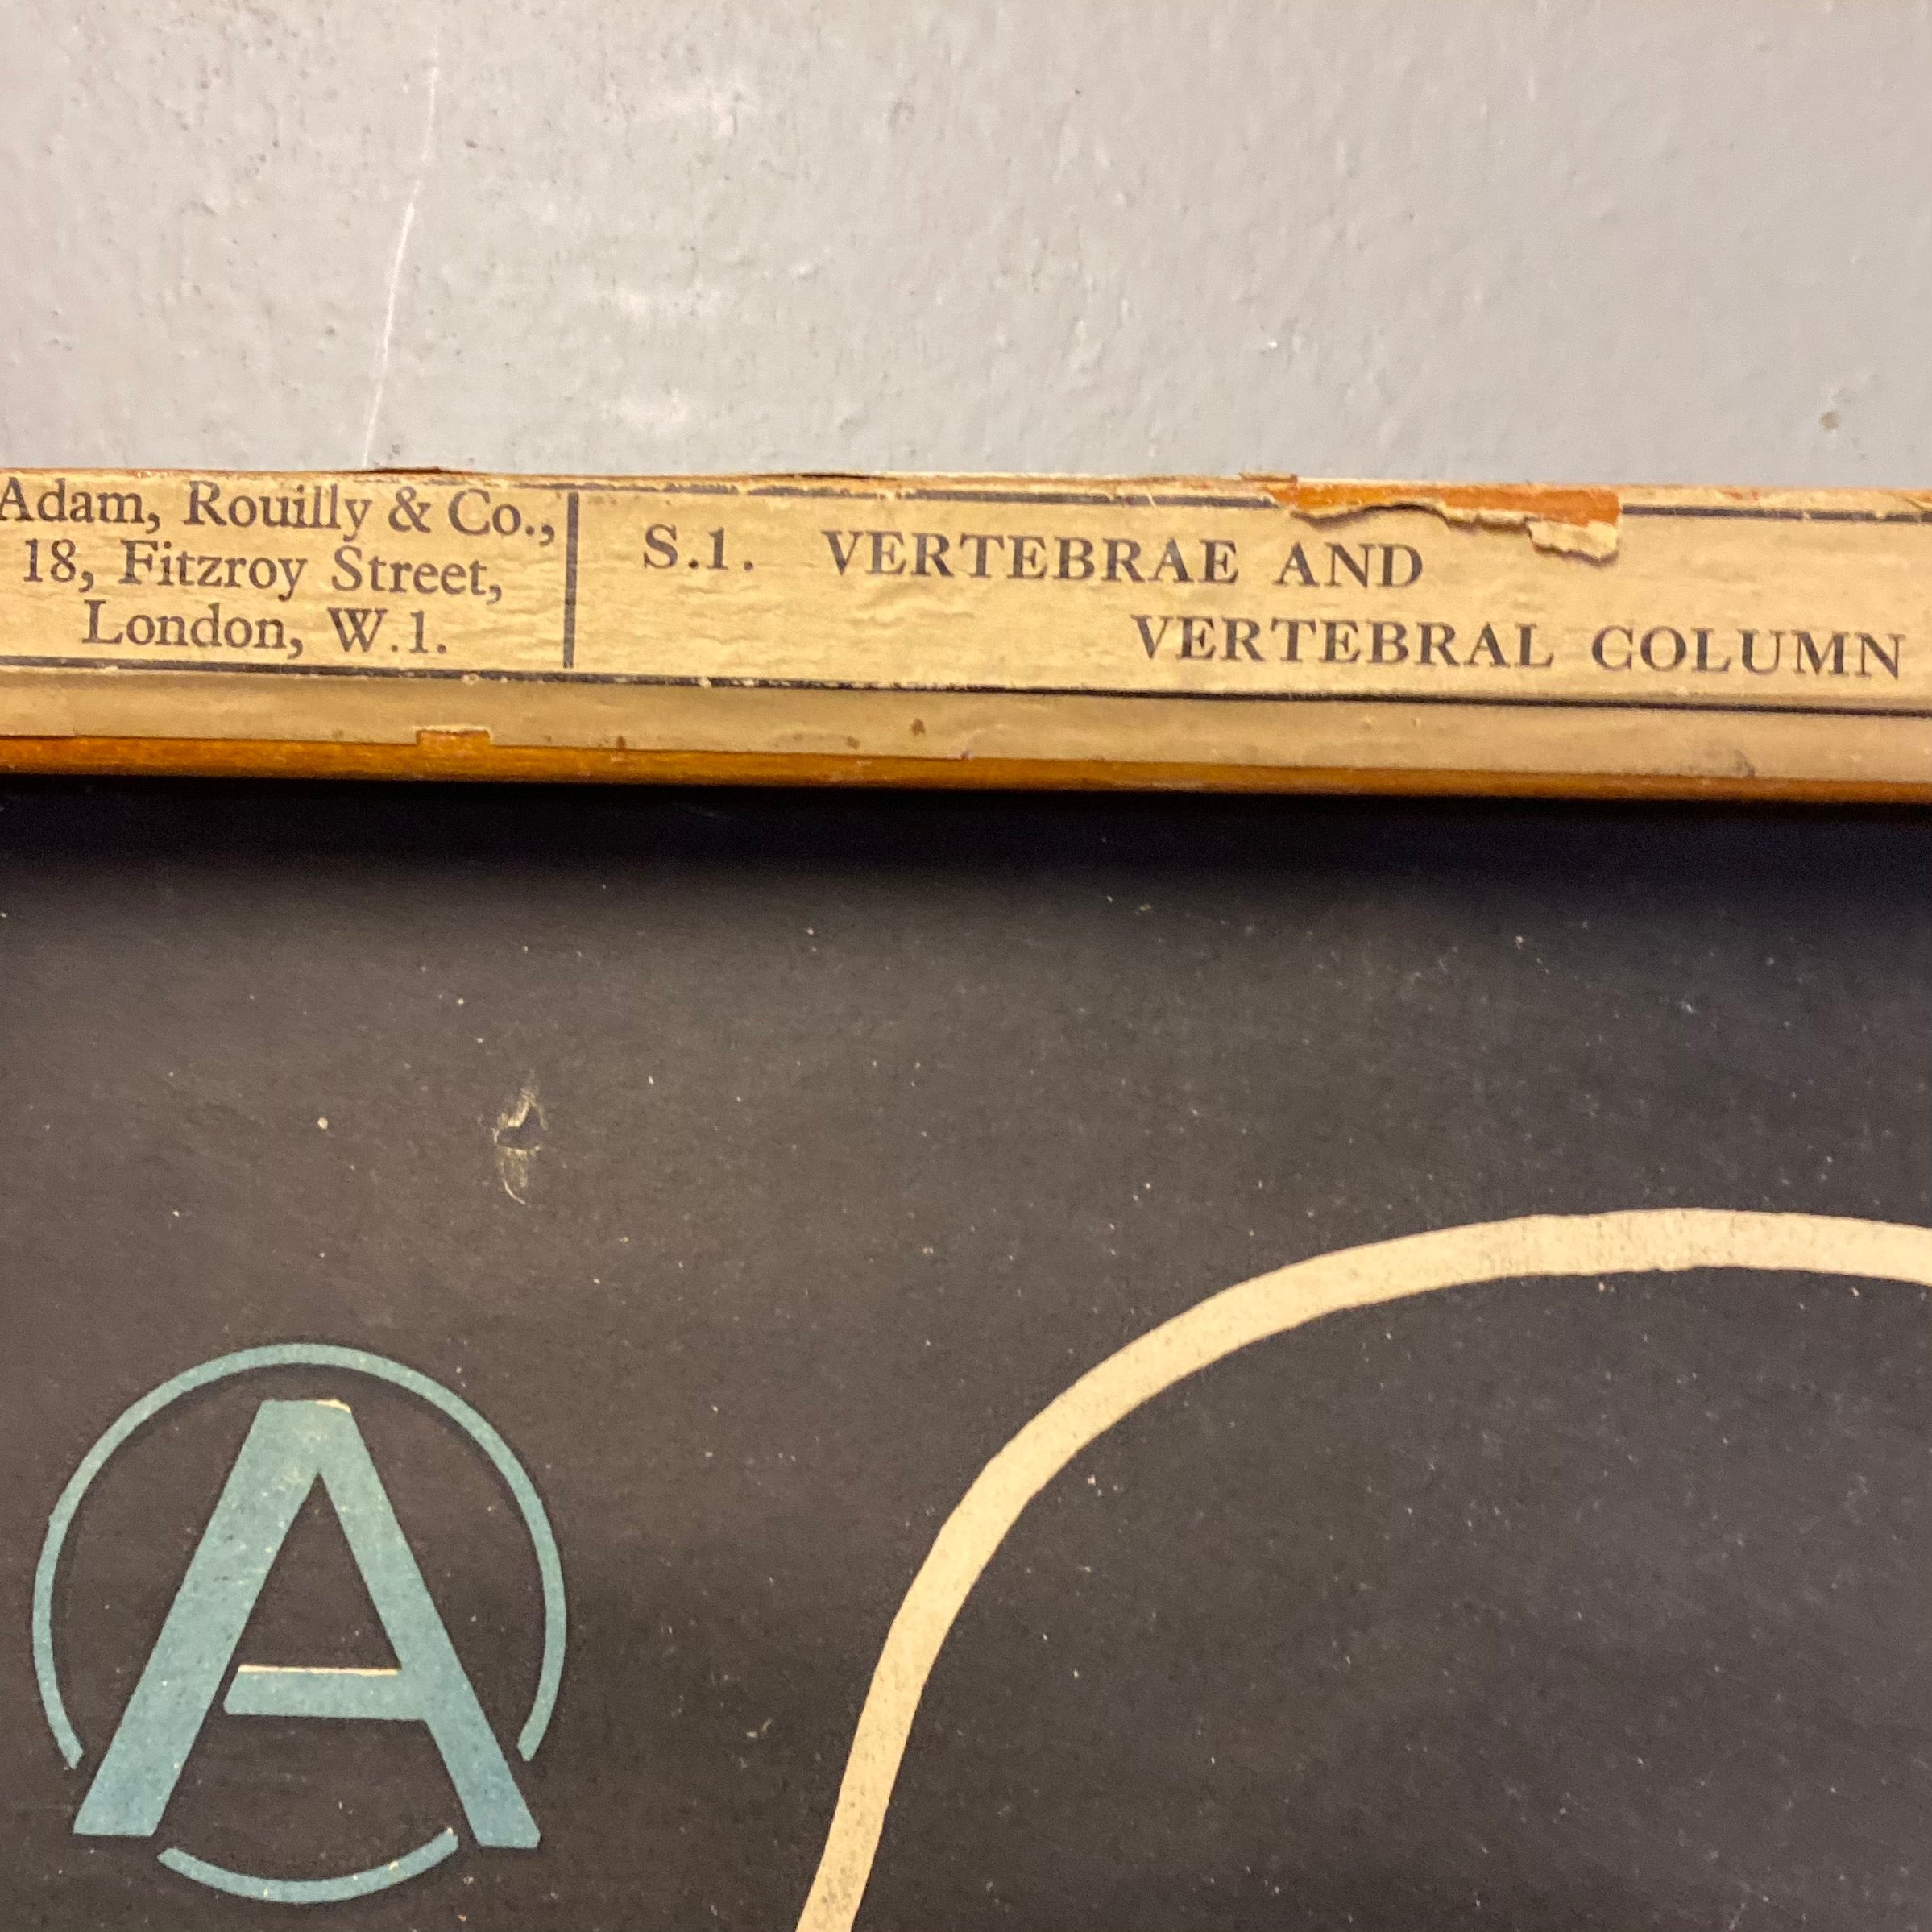 Adam, Rouilly & Co.,
18, Fitzroy Street,
London, W.1.
S.1. VERTEBRAE AND
VERTEBRAL COLUMN
A